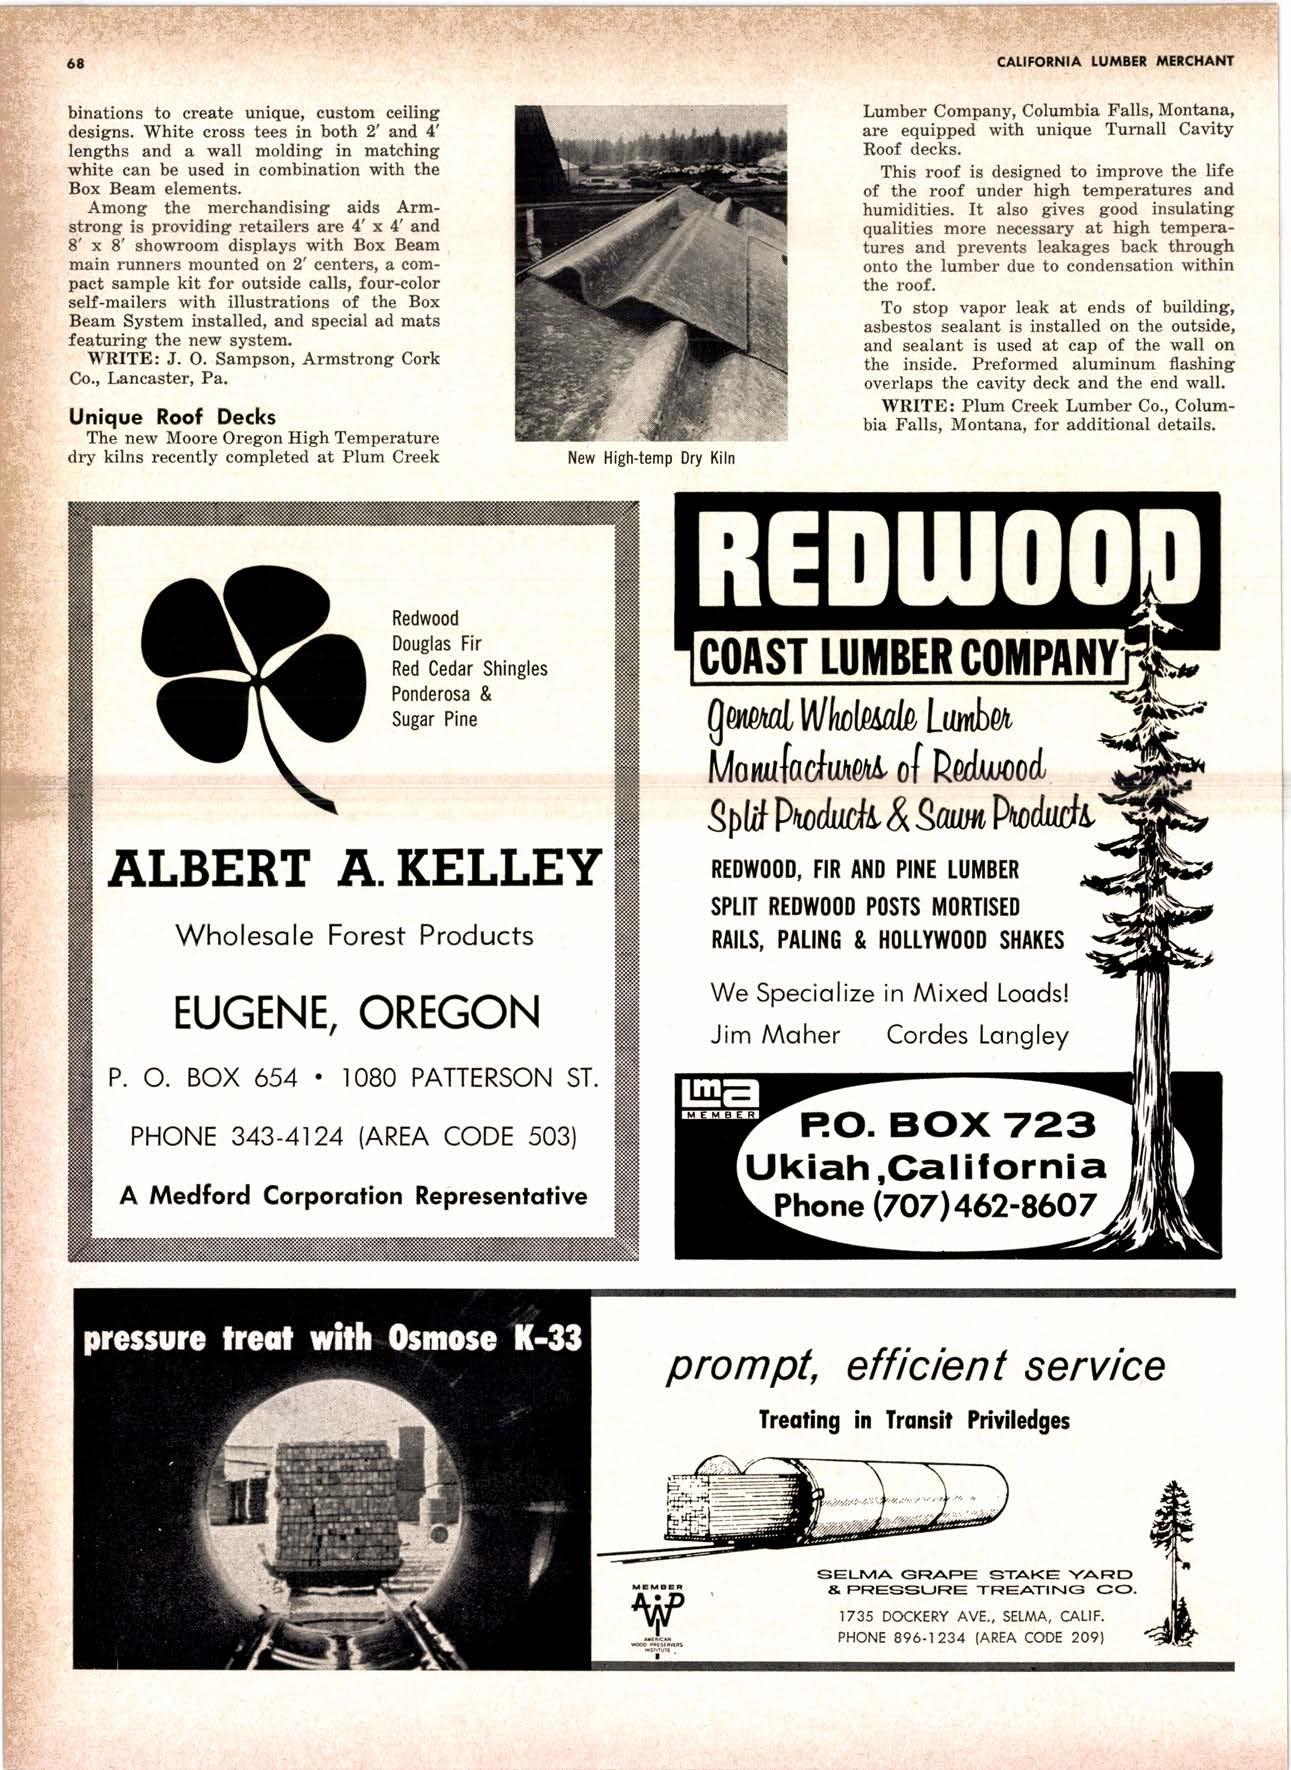 68
CALIFORNIA LUMBER MERCHANT
binations to create unique, custom ceiling
designs. White cross tees in both 2′ and 4′
lengths and a wall molding in matching
white can be used in combination with the
Box Beam elements.
Among the merchandising aids Arm-
strong is providing retailers are 4′ x 4′ and
8′ x 8′ showroom displays with Box Beam
main runners mounted on 2′ centers, a com-
pact sample kit for outside calls, four-color
self-mailers with illustrations of the Box
Beam System installed, and special ad mats
featuring the new system.
WRITE: J. O. Sampson, Armstrong Cork
Co., Lancaster, Pa.
Unique Roof Decks
The new Moore Oregon High Temperature
dry kilns recently completed at Plum Creek
New High-temp Dry Kiln
Lumber Company, Columbia Falls, Montana,
are equipped with unique Turnall Cavity
Roof decks.
This roof is designed to improve the life
of the roof under high temperatures and
humidities. It also gives good insulating
qualities more necessary at high tempera-
tures and prevents leakages back through
onto the lumber due to condensation within
the roof.
To stop vapor leak at ends of building,
asbestos sealant is installed on the outside,
and sealant is used at cap of the wall on
the inside. Preformed aluminum flashing
overlaps the cavity deck and the end wall.
WRITE: Plum Creek Lumber Co., Colum-
bia Falls, Montana, for additional details.
Redwood
Douglas Fir
Red Cedar Shingles
Ponderosa &
Sugar Pine
ALBERT A. KELLEY
Wholesale Forest Products
EUGENE, OREGON
P. O. BOX 654 • 1080 PATTERSON ST.
PHONE 343-4124 (AREA CODE 503)
A Medford Corporation Representative
REDWOOD
COAST LUMBER COMPANY
General Wholesale Lumber
Manufacturers of Redwood
Split Products & Sawn Products
REDWOOD, FIR AND PINE LUMBER
SPLIT REDWOOD POSTS MORTISED
RAILS, PALING & HOLLYWOOD SHAKES
We Specialize in Mixed Loads!
Jim Maher Cordes Langley
Lma
MEMBER
P.O. BOX 723
Ukiah, California
Phone (707) 462-8607
pressure treat with Osmose K-33
prompt, efficient service
Treating in Transit Priviledges
MEMBER
AWPI
AMERICAN
WOOD PRESERVERS
INSTITUTE
SELMA GRAPE STAKE YARD
& PRESSURE TREATING CO.
1735 DOCKERY AVE., SELMA, CALIF.
PHONE 896-1234 (AREA CODE 209)